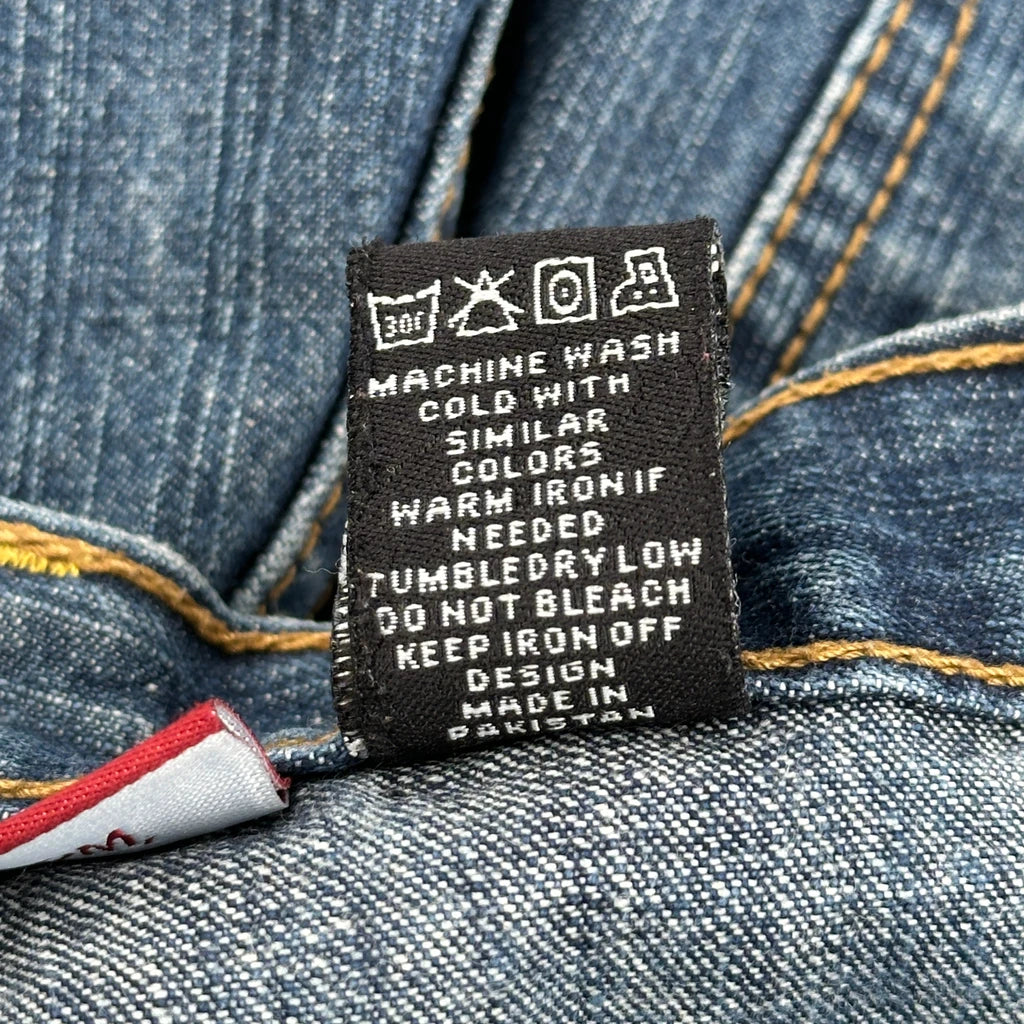 30c
MACHINE WASH
COLD WITH
SIMILAR
COLORS
WARM IRON IF
NEEDED
TUMBLEDRY LOW
DO NOT BLEACH
KEEP IRON OFF
DESIGN
MADE IN
PAKISTAN